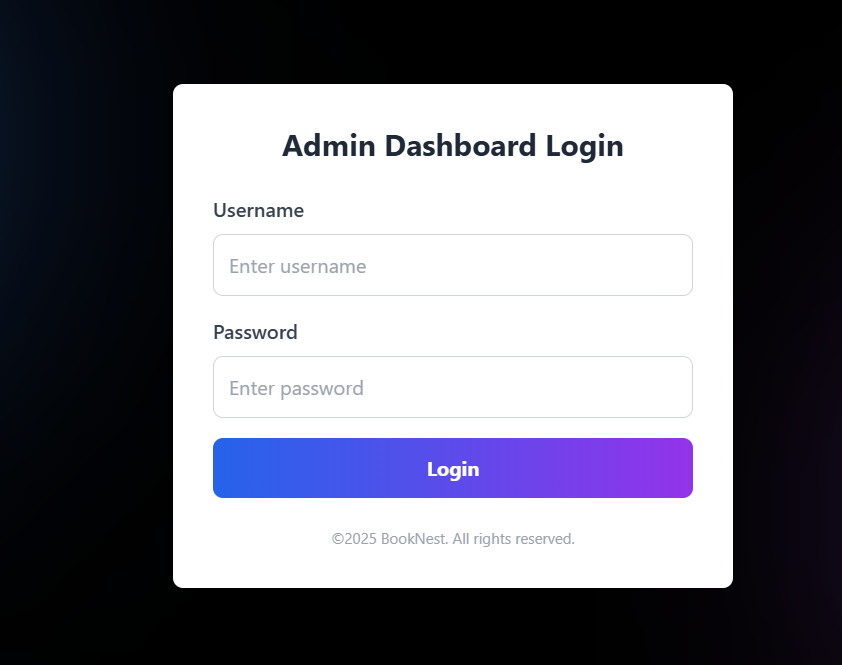 Admin Dashboard Login
Username
Enter username
Password
Enter password
Login
©2025 BookNest. All rights reserved.